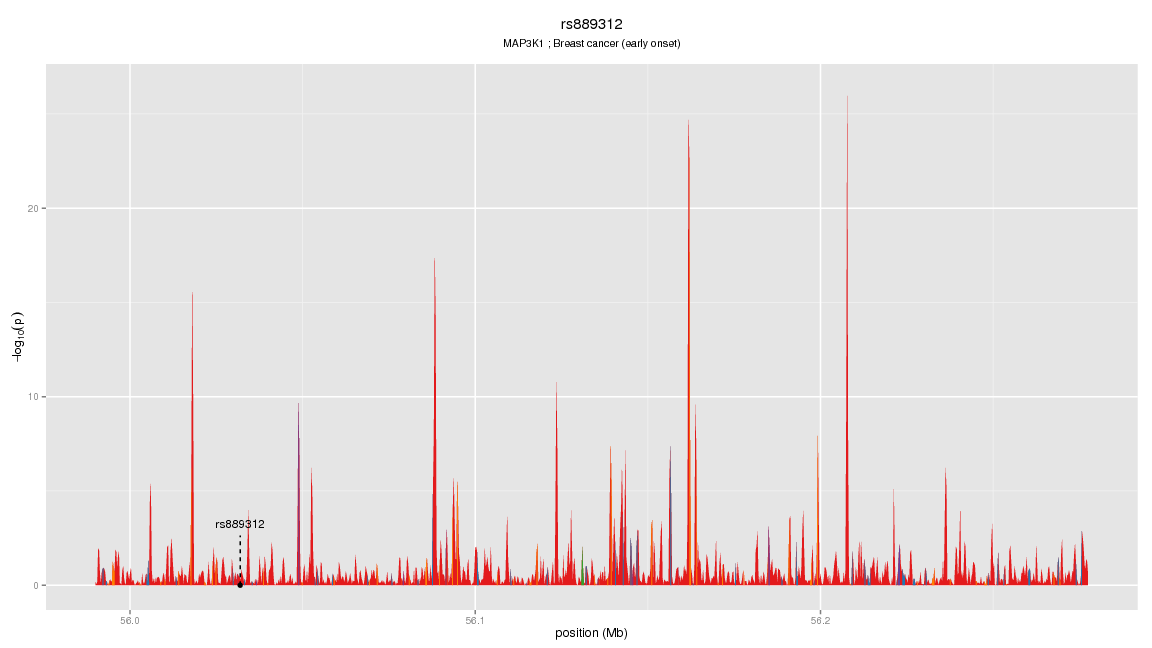 rs889312
MAP3K1 ; Breast cancer (early onset)
−log10(p)
20
10
0
rs889312
56.0 56.1 56.2
position (Mb)